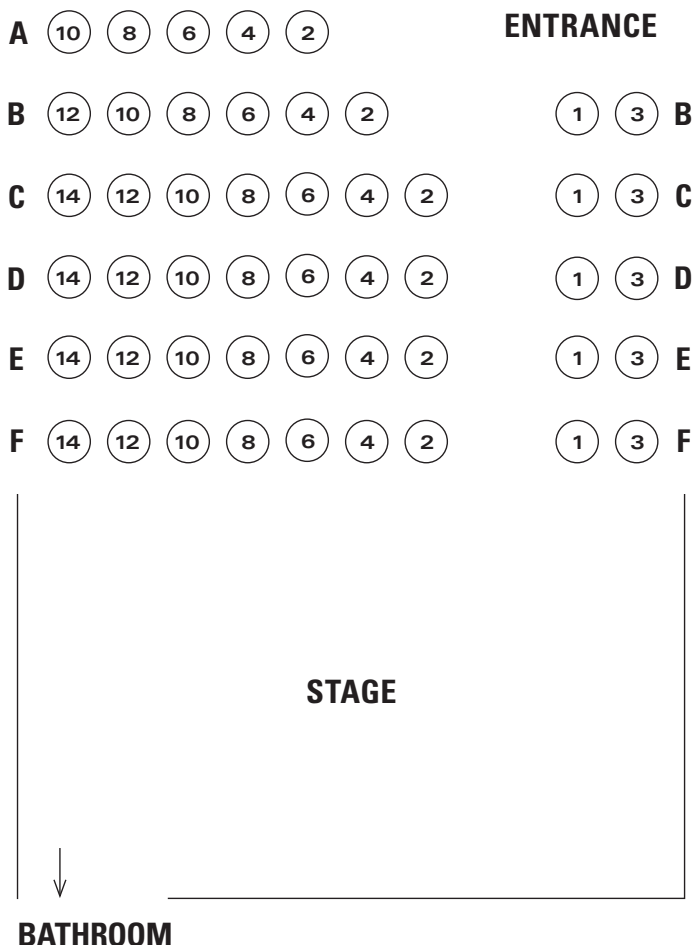 A 10 8 6 4 2 ENTRANCE
B 12 10 8 6 4 2 1 3 B
C 14 12 10 8 6 4 2 1 3 C
D 14 12 10 8 6 4 2 1 3 D
E 14 12 10 8 6 4 2 1 3 E
F 14 12 10 8 6 4 2 1 3 F
STAGE
BATHROOM